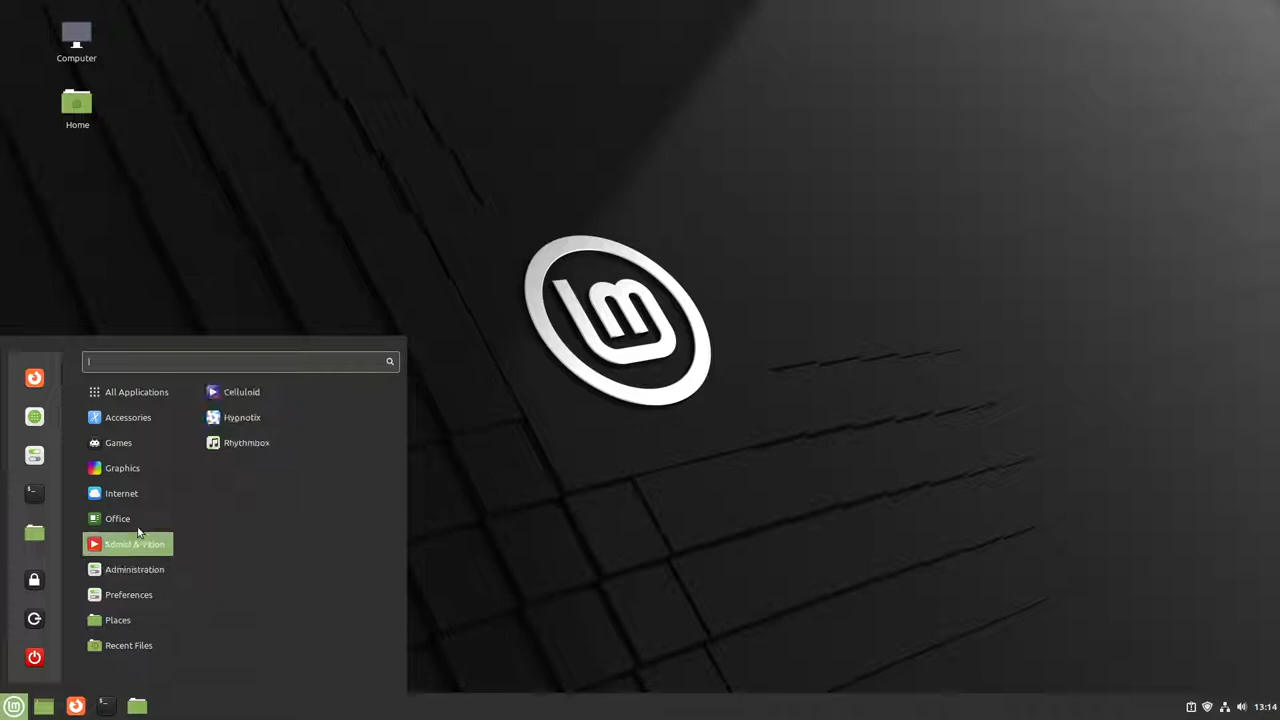 Computer
Home
All Applications
Accessories
Games
Graphics
Internet
Office
Administration
Preferences
Places
Recent Files
Celluloid
Hypnotix
Rhythmbox
13:14